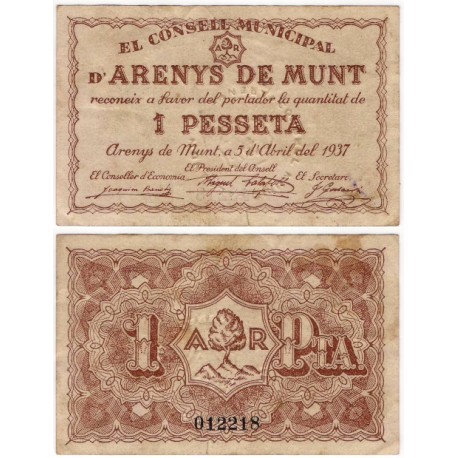 EL CONSELL MUNICIPAL
A R
D'ARENYS DE MUNT
reconeix a favor del portador la quantitat de
1 PESSETA
Arenys de Munt, a 5 d'Abril del 1937
El President del Consell
El Conseller d'Economia El Secretari
1 A R PTA.
012218